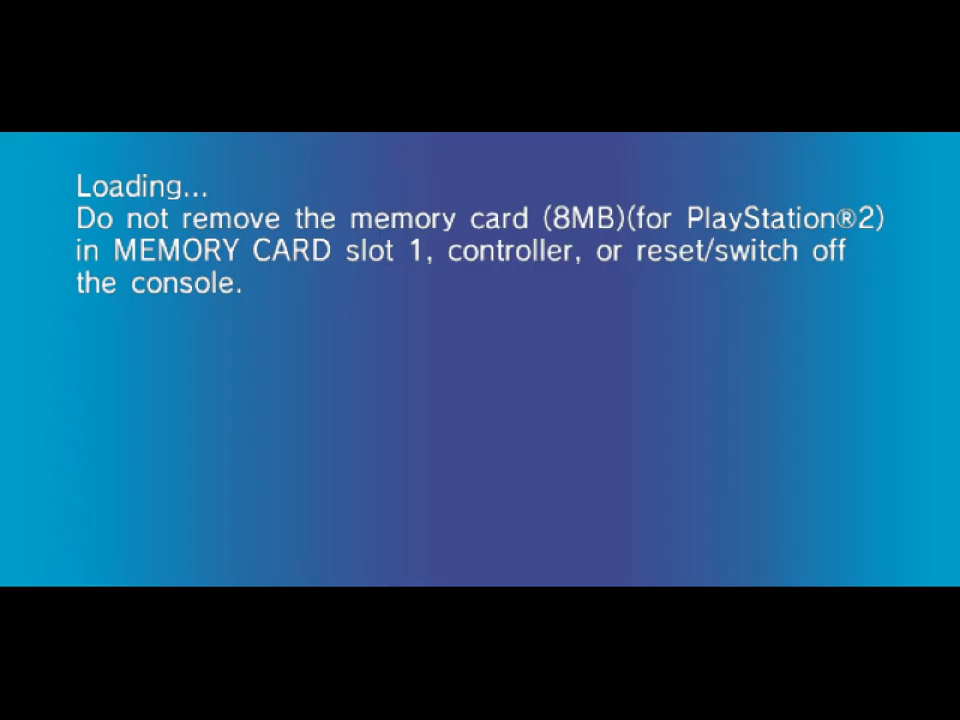 Loading...
Do not remove the memory card (8MB)(for PlayStation®2)
in MEMORY CARD slot 1, controller, or reset/switch off
the console.